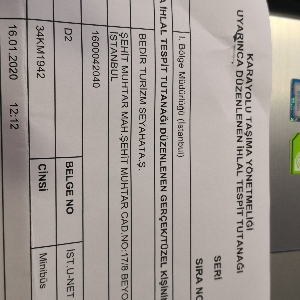 KARAYOLU TAŞIMA YÖNETMELİĞİ
UYARINCA DÜZENLENEN İHLAL TESPİT TUTANAĞI
SERİ
SIRA NO
I. Bölge Müdürlüğü (İstanbul)
A İHLAL TESPİT TUTANAĞI DÜZENLENEN GERÇEK/TÜZEL KİŞİNİN
BEDİR TURİZM SEYAHATA.Ş.
ŞEHİT MUHTAR MAH.ŞEHİT MUHTAR CAD.NO:17/8 BEYO
İSTANBUL
1600042040
D2 BELGE NO İST.U-NET
34KM1942 CİNSİ Minibüs
16.01.2020 12:12